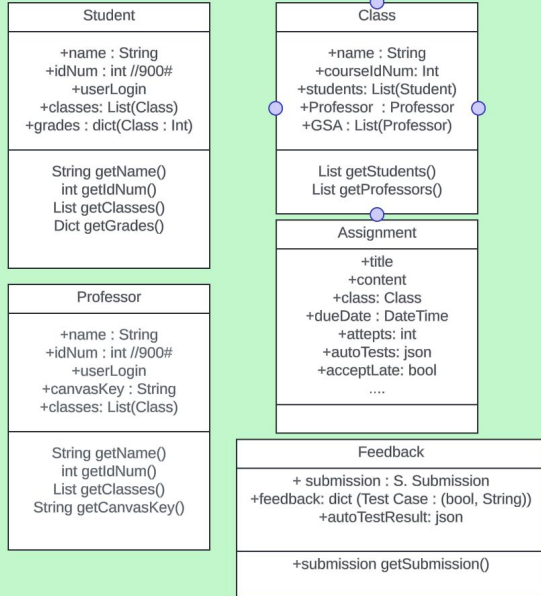 Student
+name : String
+idNum : int //900#
+userLogin
+classes: List(Class)
+grades : dict(Class : Int)
String getName()
int getIdNum()
List getClasses()
Dict getGrades()
Class
+name : String
+courseIdNum: Int
+students: List(Student)
+Professor : Professor
+GSA : List(Professor)
List getStudents()
List getProfessors()
Assignment
+title
+content
+class: Class
+dueDate : DateTime
+attepts: int
+autoTests: json
+acceptLate: bool
....
Professor
+name : String
+idNum : int //900#
+userLogin
+canvasKey : String
+classes: List(Class)
String getName()
int getIdNum()
List getClasses()
String getCanvasKey()
Feedback
+ submission : S. Submission
+feedback: dict (Test Case : (bool, String))
+autoTestResult: json
+submission getSubmission()